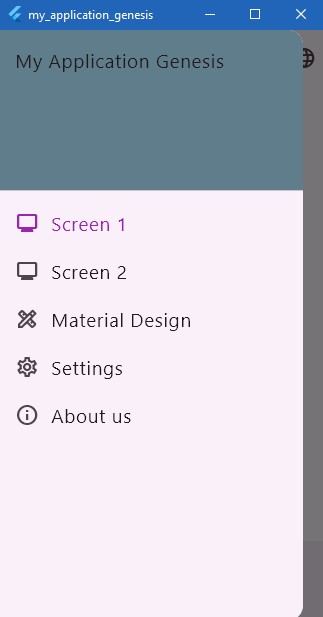 my_application_genesis
My Application Genesis
Screen 1
Screen 2
Material Design
Settings
About us